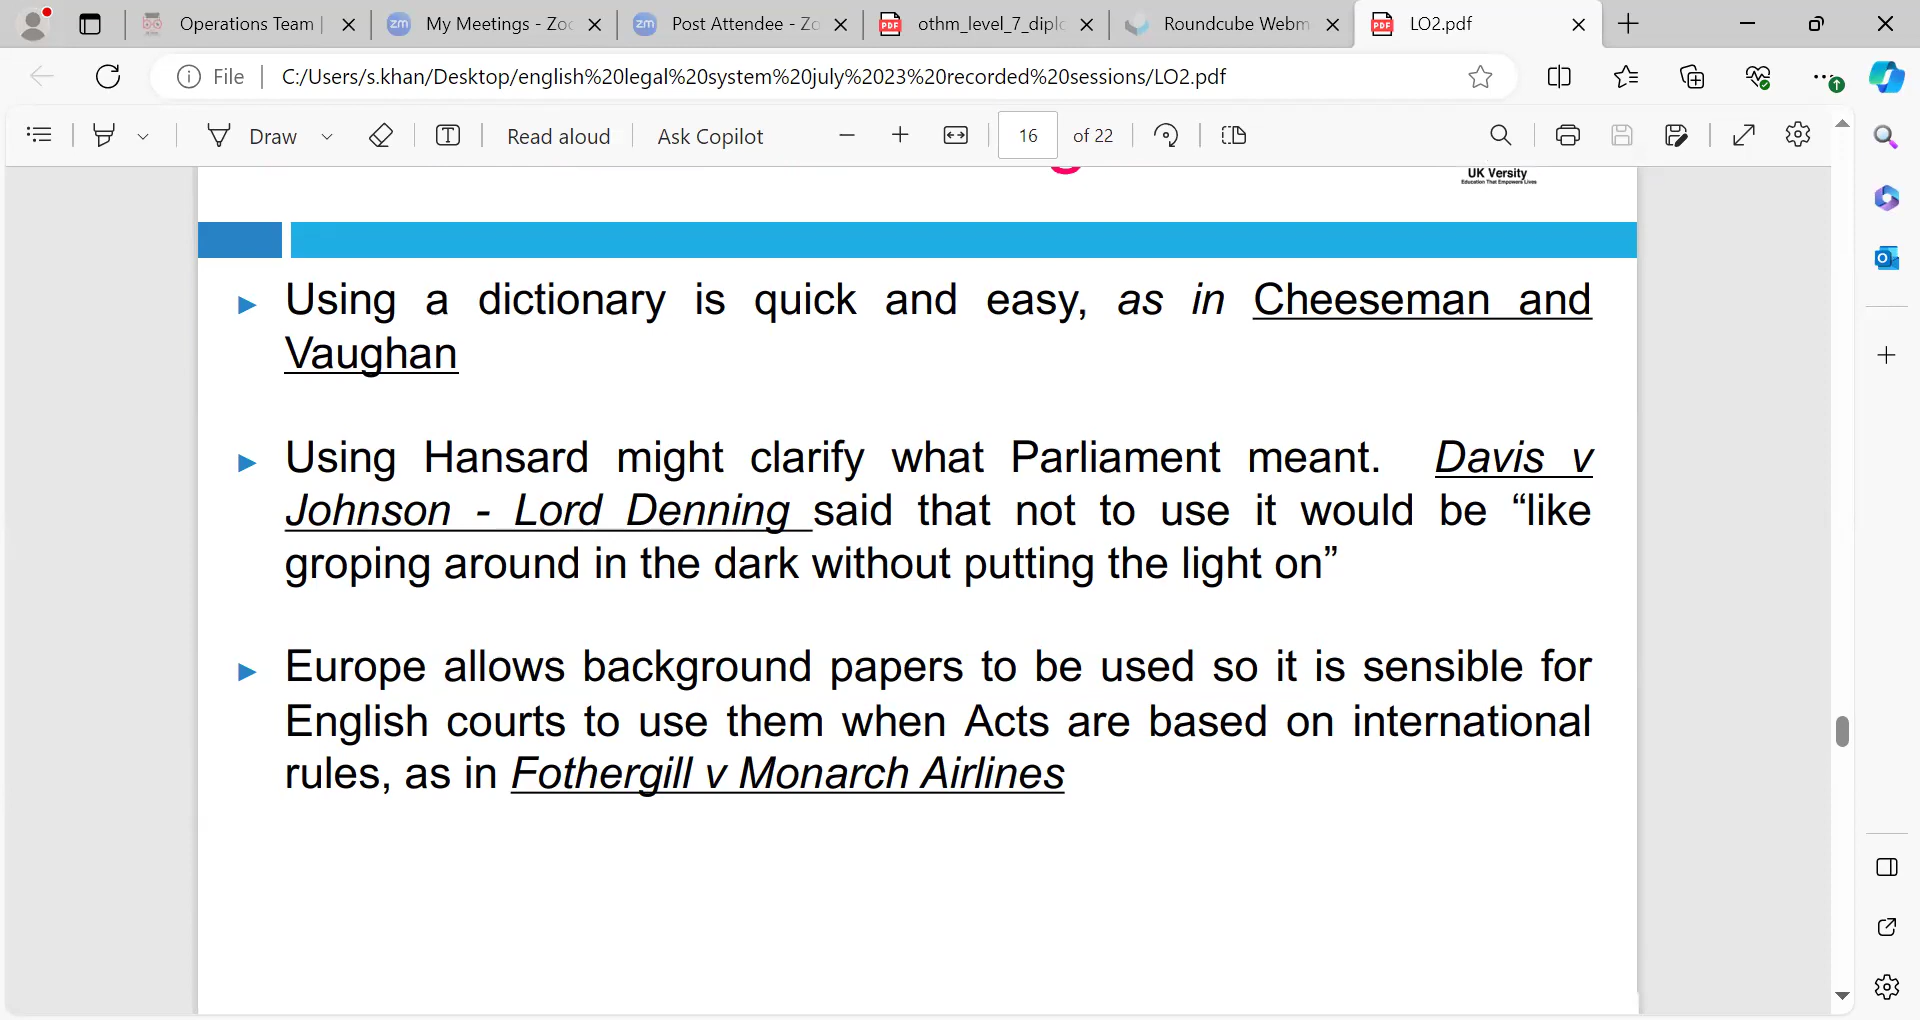 Operations Team |
My Meetings - Zoo
Post Attendee - Zo
othm_level_7_diplo
Roundcube Webm
LO2.pdf
File
C:/Users/s.khan/Desktop/english%20legal%20system%20july%2023%20recorded%20sessions/LO2.pdf
Draw
Read aloud
Ask Copilot
16 of 22
UK Versity
Education That Empowers Lives
Using a dictionary is quick and easy, as in Cheeseman and
Vaughan
Using Hansard might clarify what Parliament meant. Davis v
Johnson - Lord Denning said that not to use it would be “like
groping around in the dark without putting the light on”
Europe allows background papers to be used so it is sensible for
English courts to use them when Acts are based on international
rules, as in Fothergill v Monarch Airlines